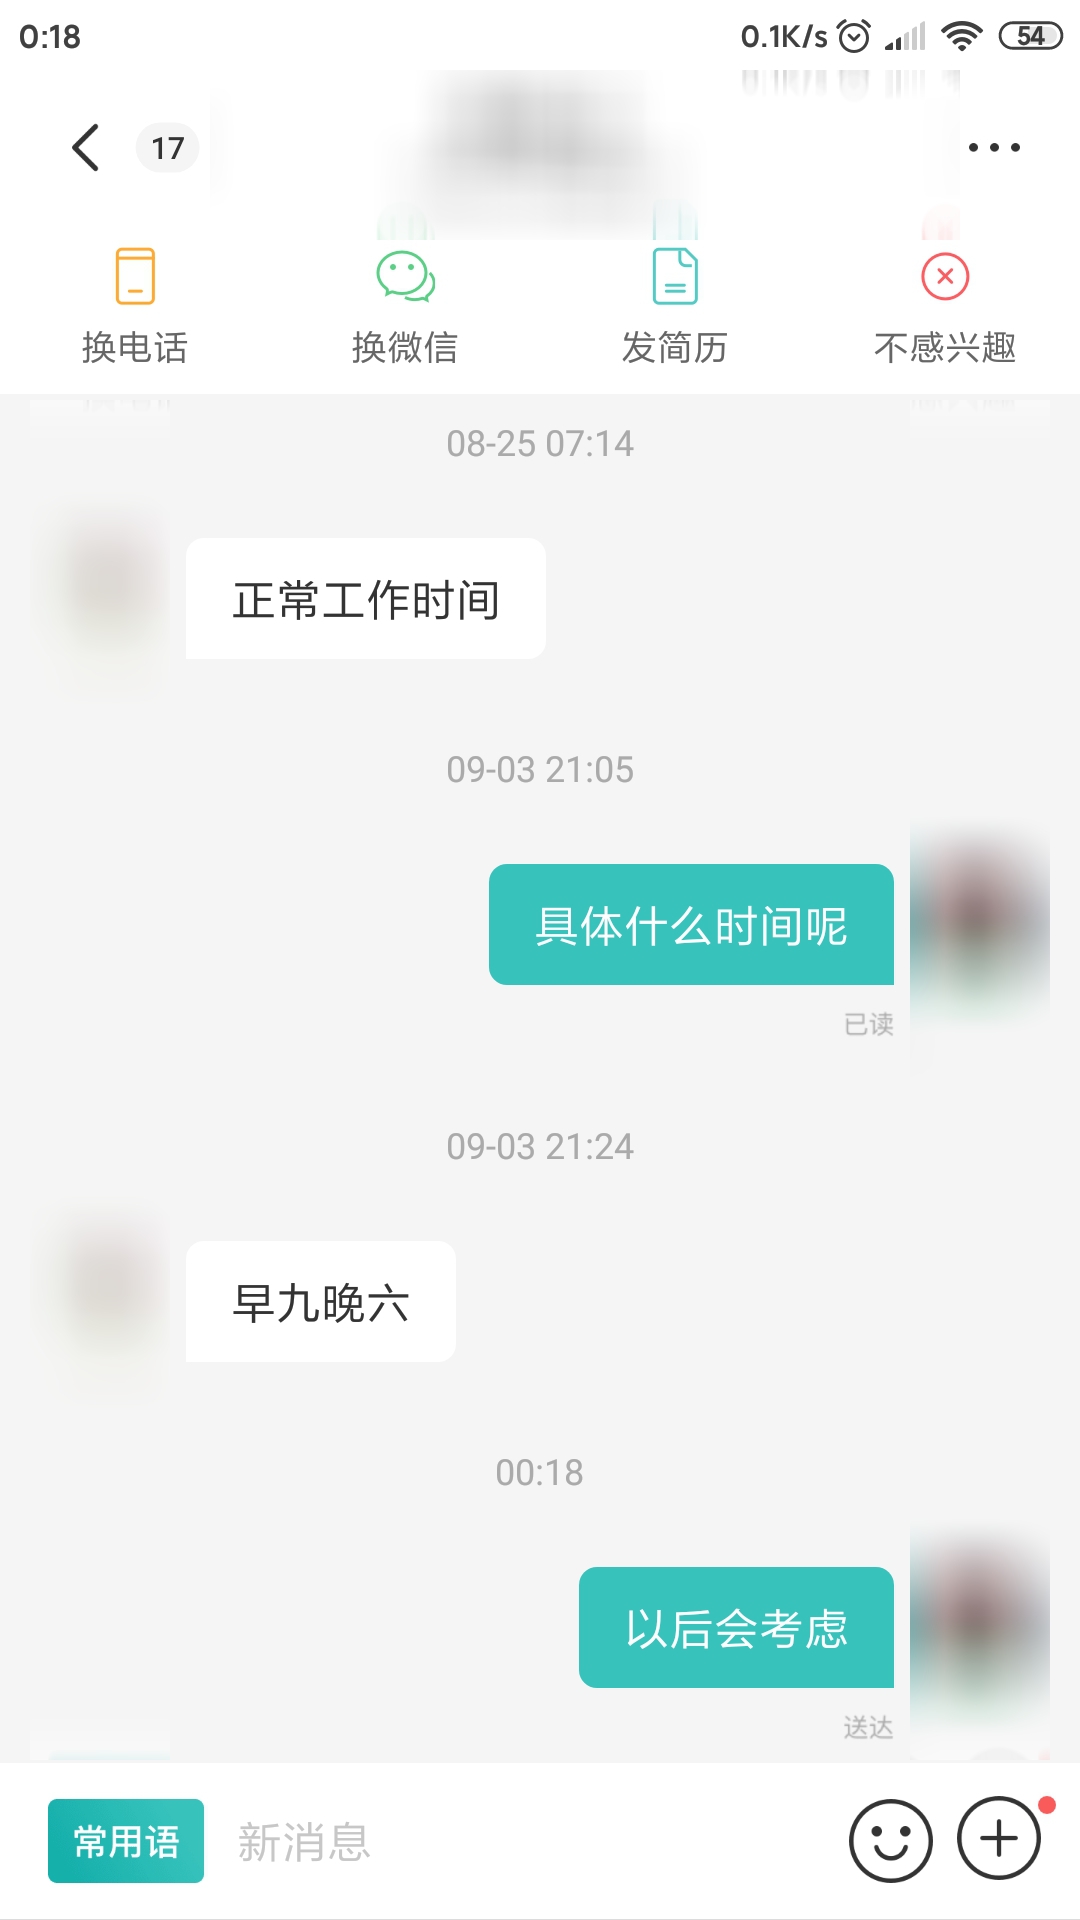 0:18
0.1K/s
54
17
换电话
换微信
发简历
不感兴趣
08-25 07:14
正常工作时间
09-03 21:05
具体什么时间呢
已读
09-03 21:24
早九晚六
00:18
以后会考虑
送达
常用语
新消息